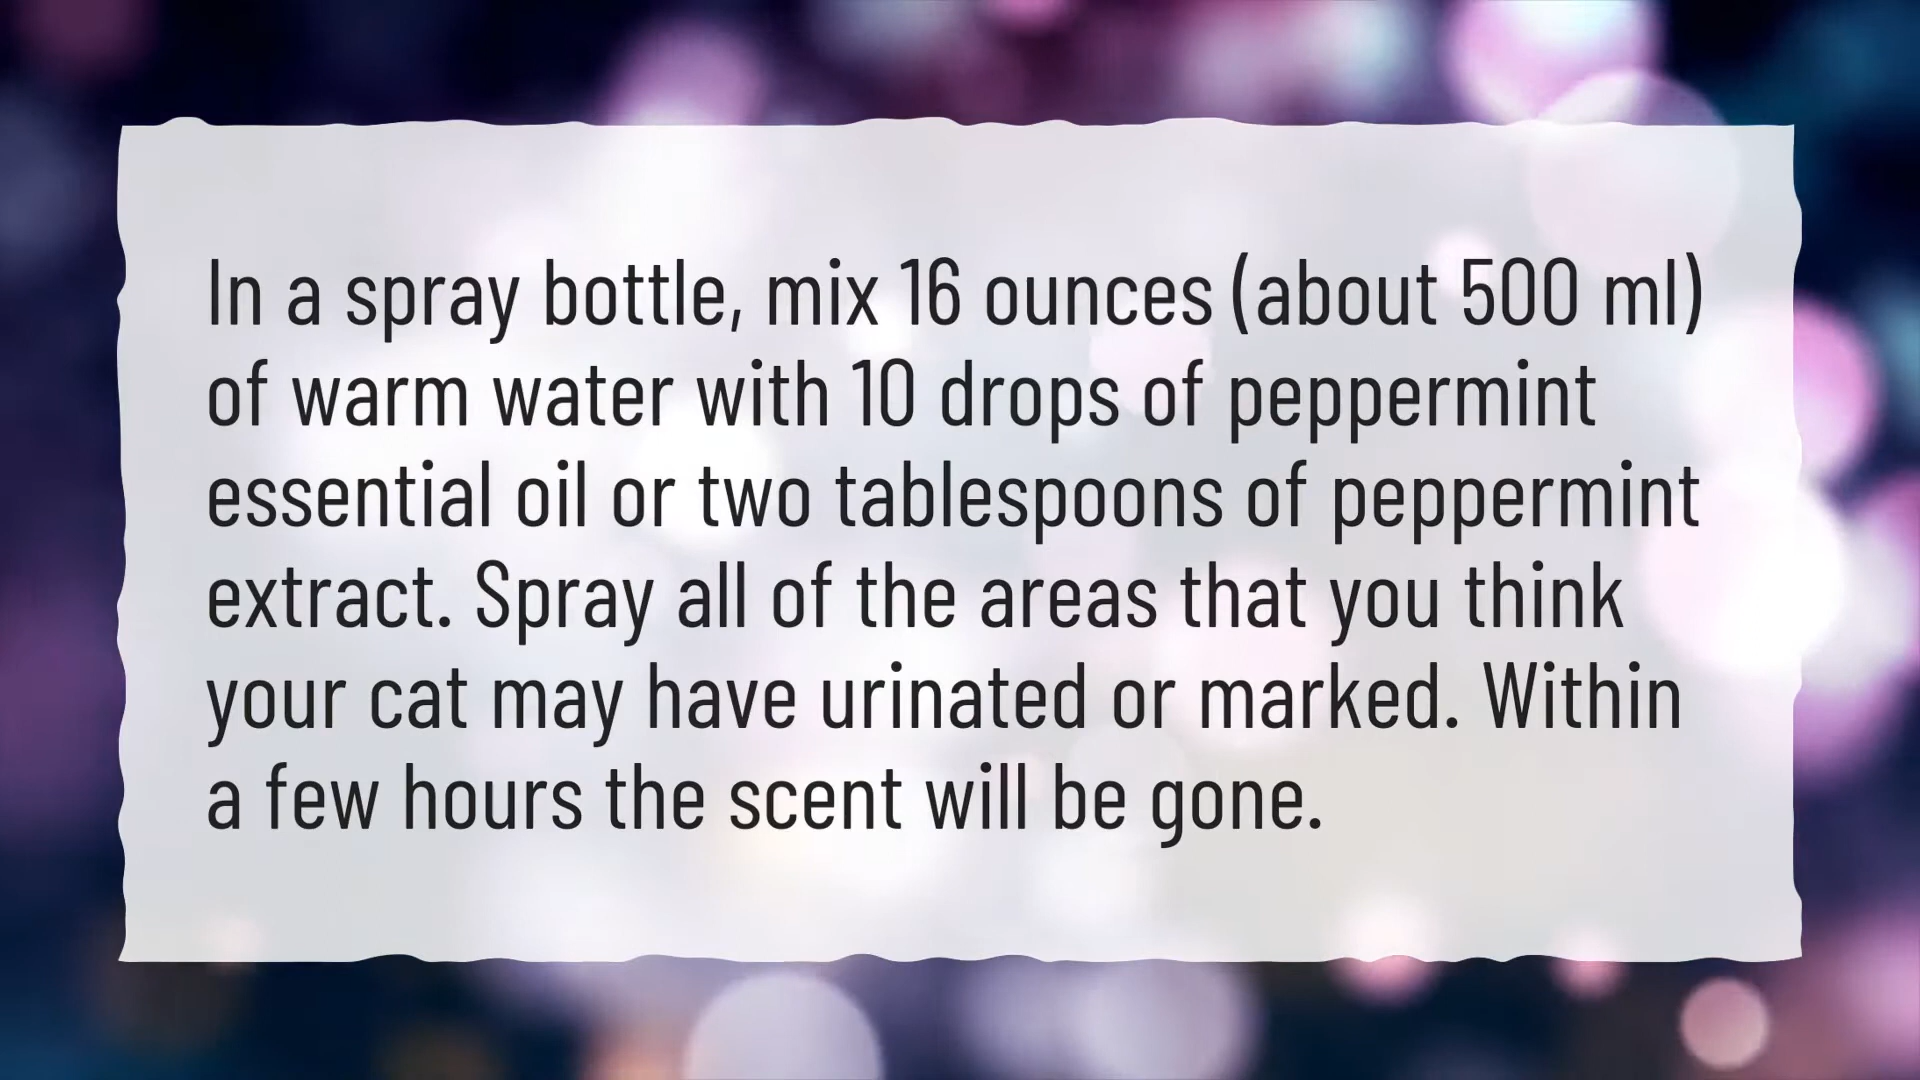 In a spray bottle, mix 16 ounces (about 500 ml)
of warm water with 10 drops of peppermint
essential oil or two tablespoons of peppermint
extract. Spray all of the areas that you think
your cat may have urinated or marked. Within
a few hours the scent will be gone.